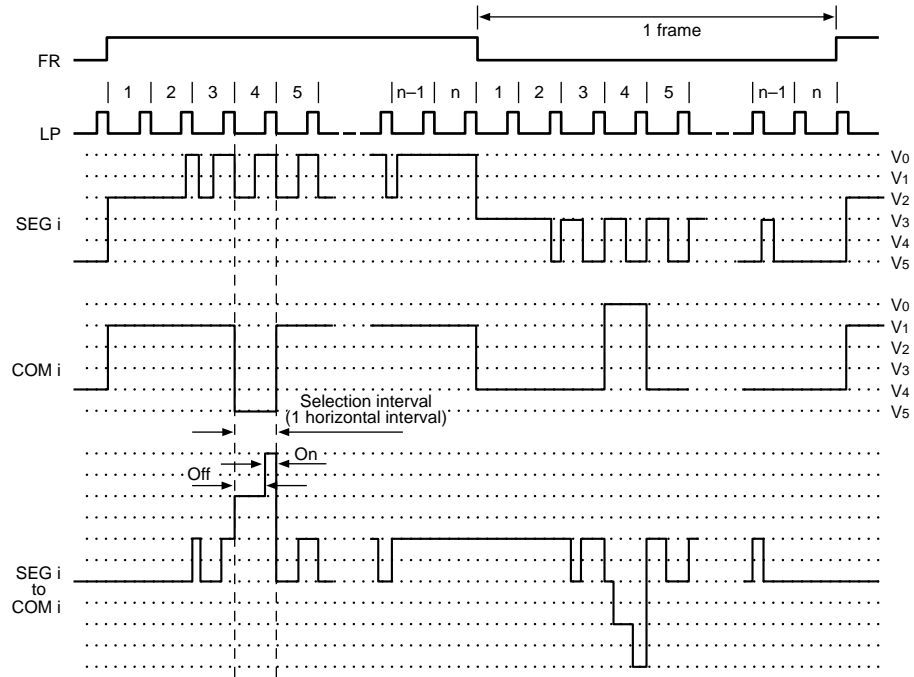 1 frame
FR
1 2 3 4 5 n–1 n 1 2 3 4 5 n–1 n
LP
V0
V1
V2
SEG i
V3
V4
V5
V0
V1
V2
COM i
V3
V4
V5
Selection interval
(1 horizontal interval)
On
Off
SEG i
to
COM i